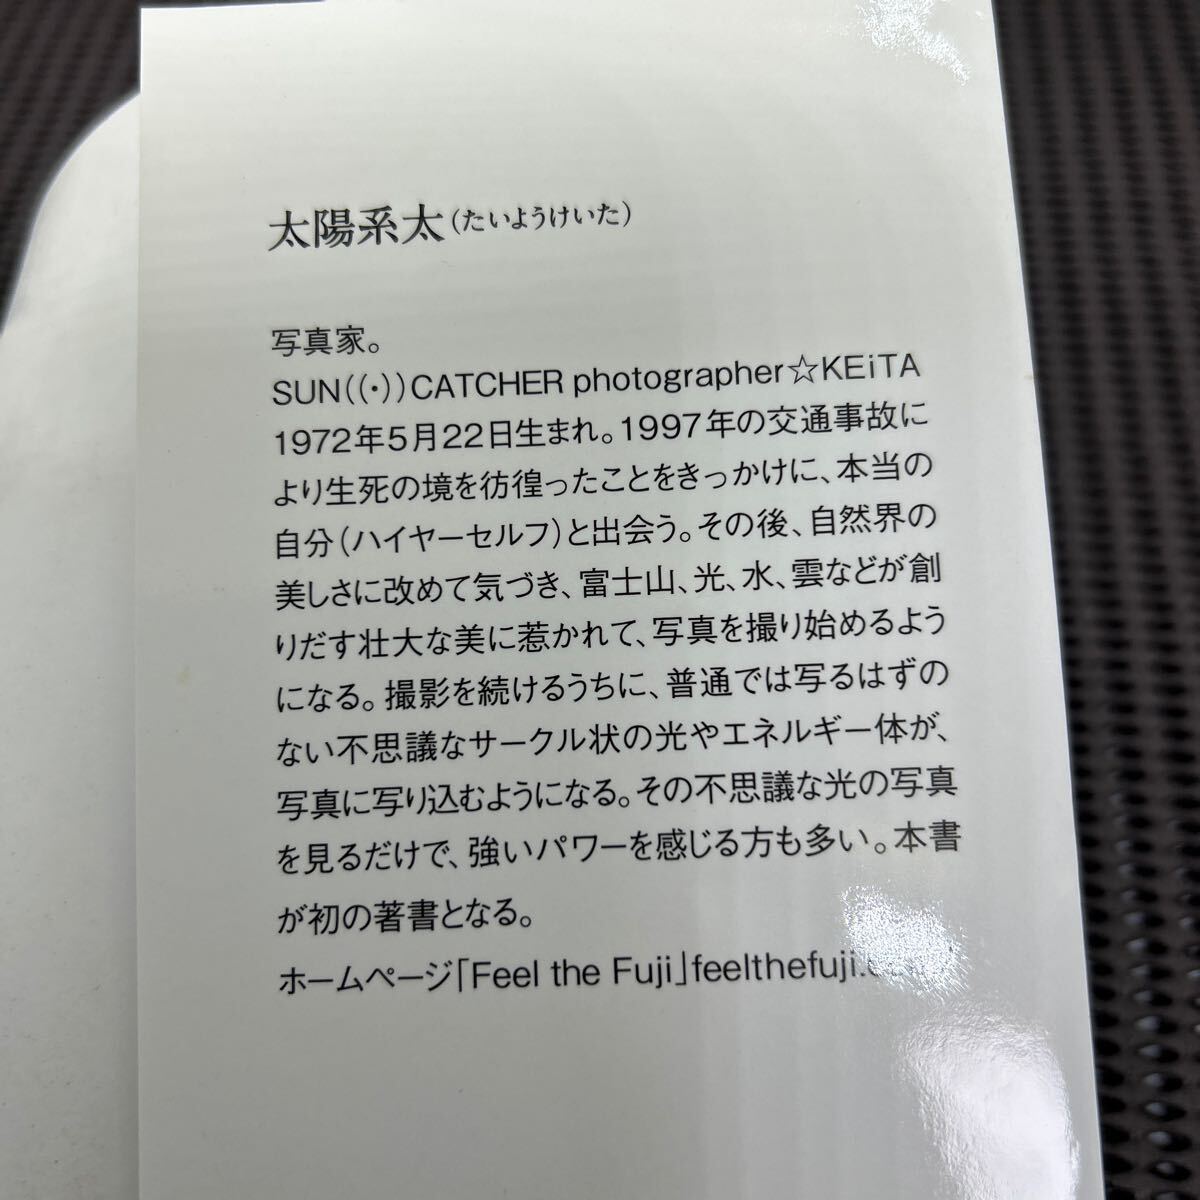 太陽系太(たいようけいた)
写真家。
SUN((・))CATCHER photographer☆KEiTA
1972年5月22日生まれ。1997年の交通事故に
より生死の境を彷徨ったことをきっかけに、本当の
自分(ハイヤーセルフ)と出会う。その後、自然界の
美しさに改めて気づき、富士山、光、水、雲などが創
りだす壮大な美に惹かれて、写真を撮り始めるよう
になる。撮影を続けるうちに、普通では写るはずの
ない不思議なサークル状の光やエネルギー体が、
写真に写り込むようになる。その不思議な光の写真
を見るだけで、強いパワーを感じる方も多い。本書
が初の著書となる。
ホームページ「Feel the Fuji」feelthefuji.